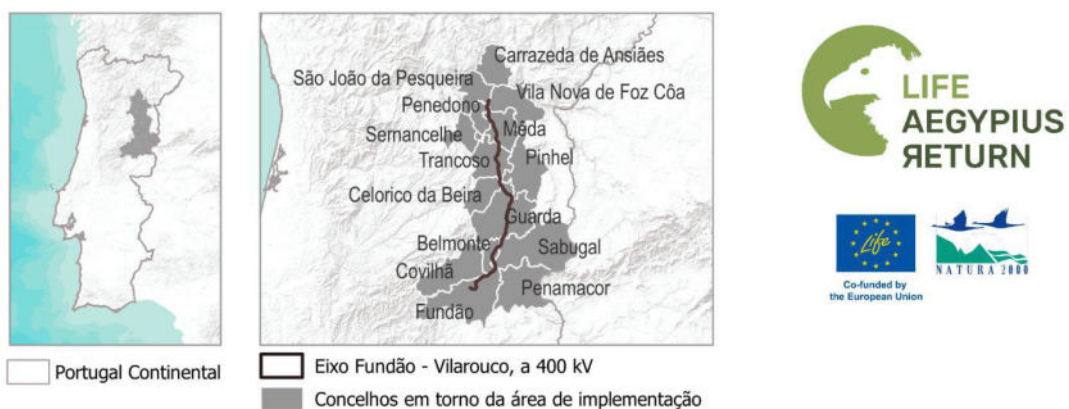 Carrazeda de Ansiães
São João da Pesqueira
Vila Nova de Foz Côa
Penedono
Sernancelhe
Mêda
Trancoso
Pinhel
Celorico da Beira
Guarda
Belmonte
Sabugal
Covilhã
Penamacor
Fundão
Portugal Continental
Eixo Fundão - Vilarouco, a 400 kV
Concelhos em torno da área de implementação
LIFE
AEGYPIUS
ЯETURN
Life
Co-funded by
the European Union
NATURA 2000